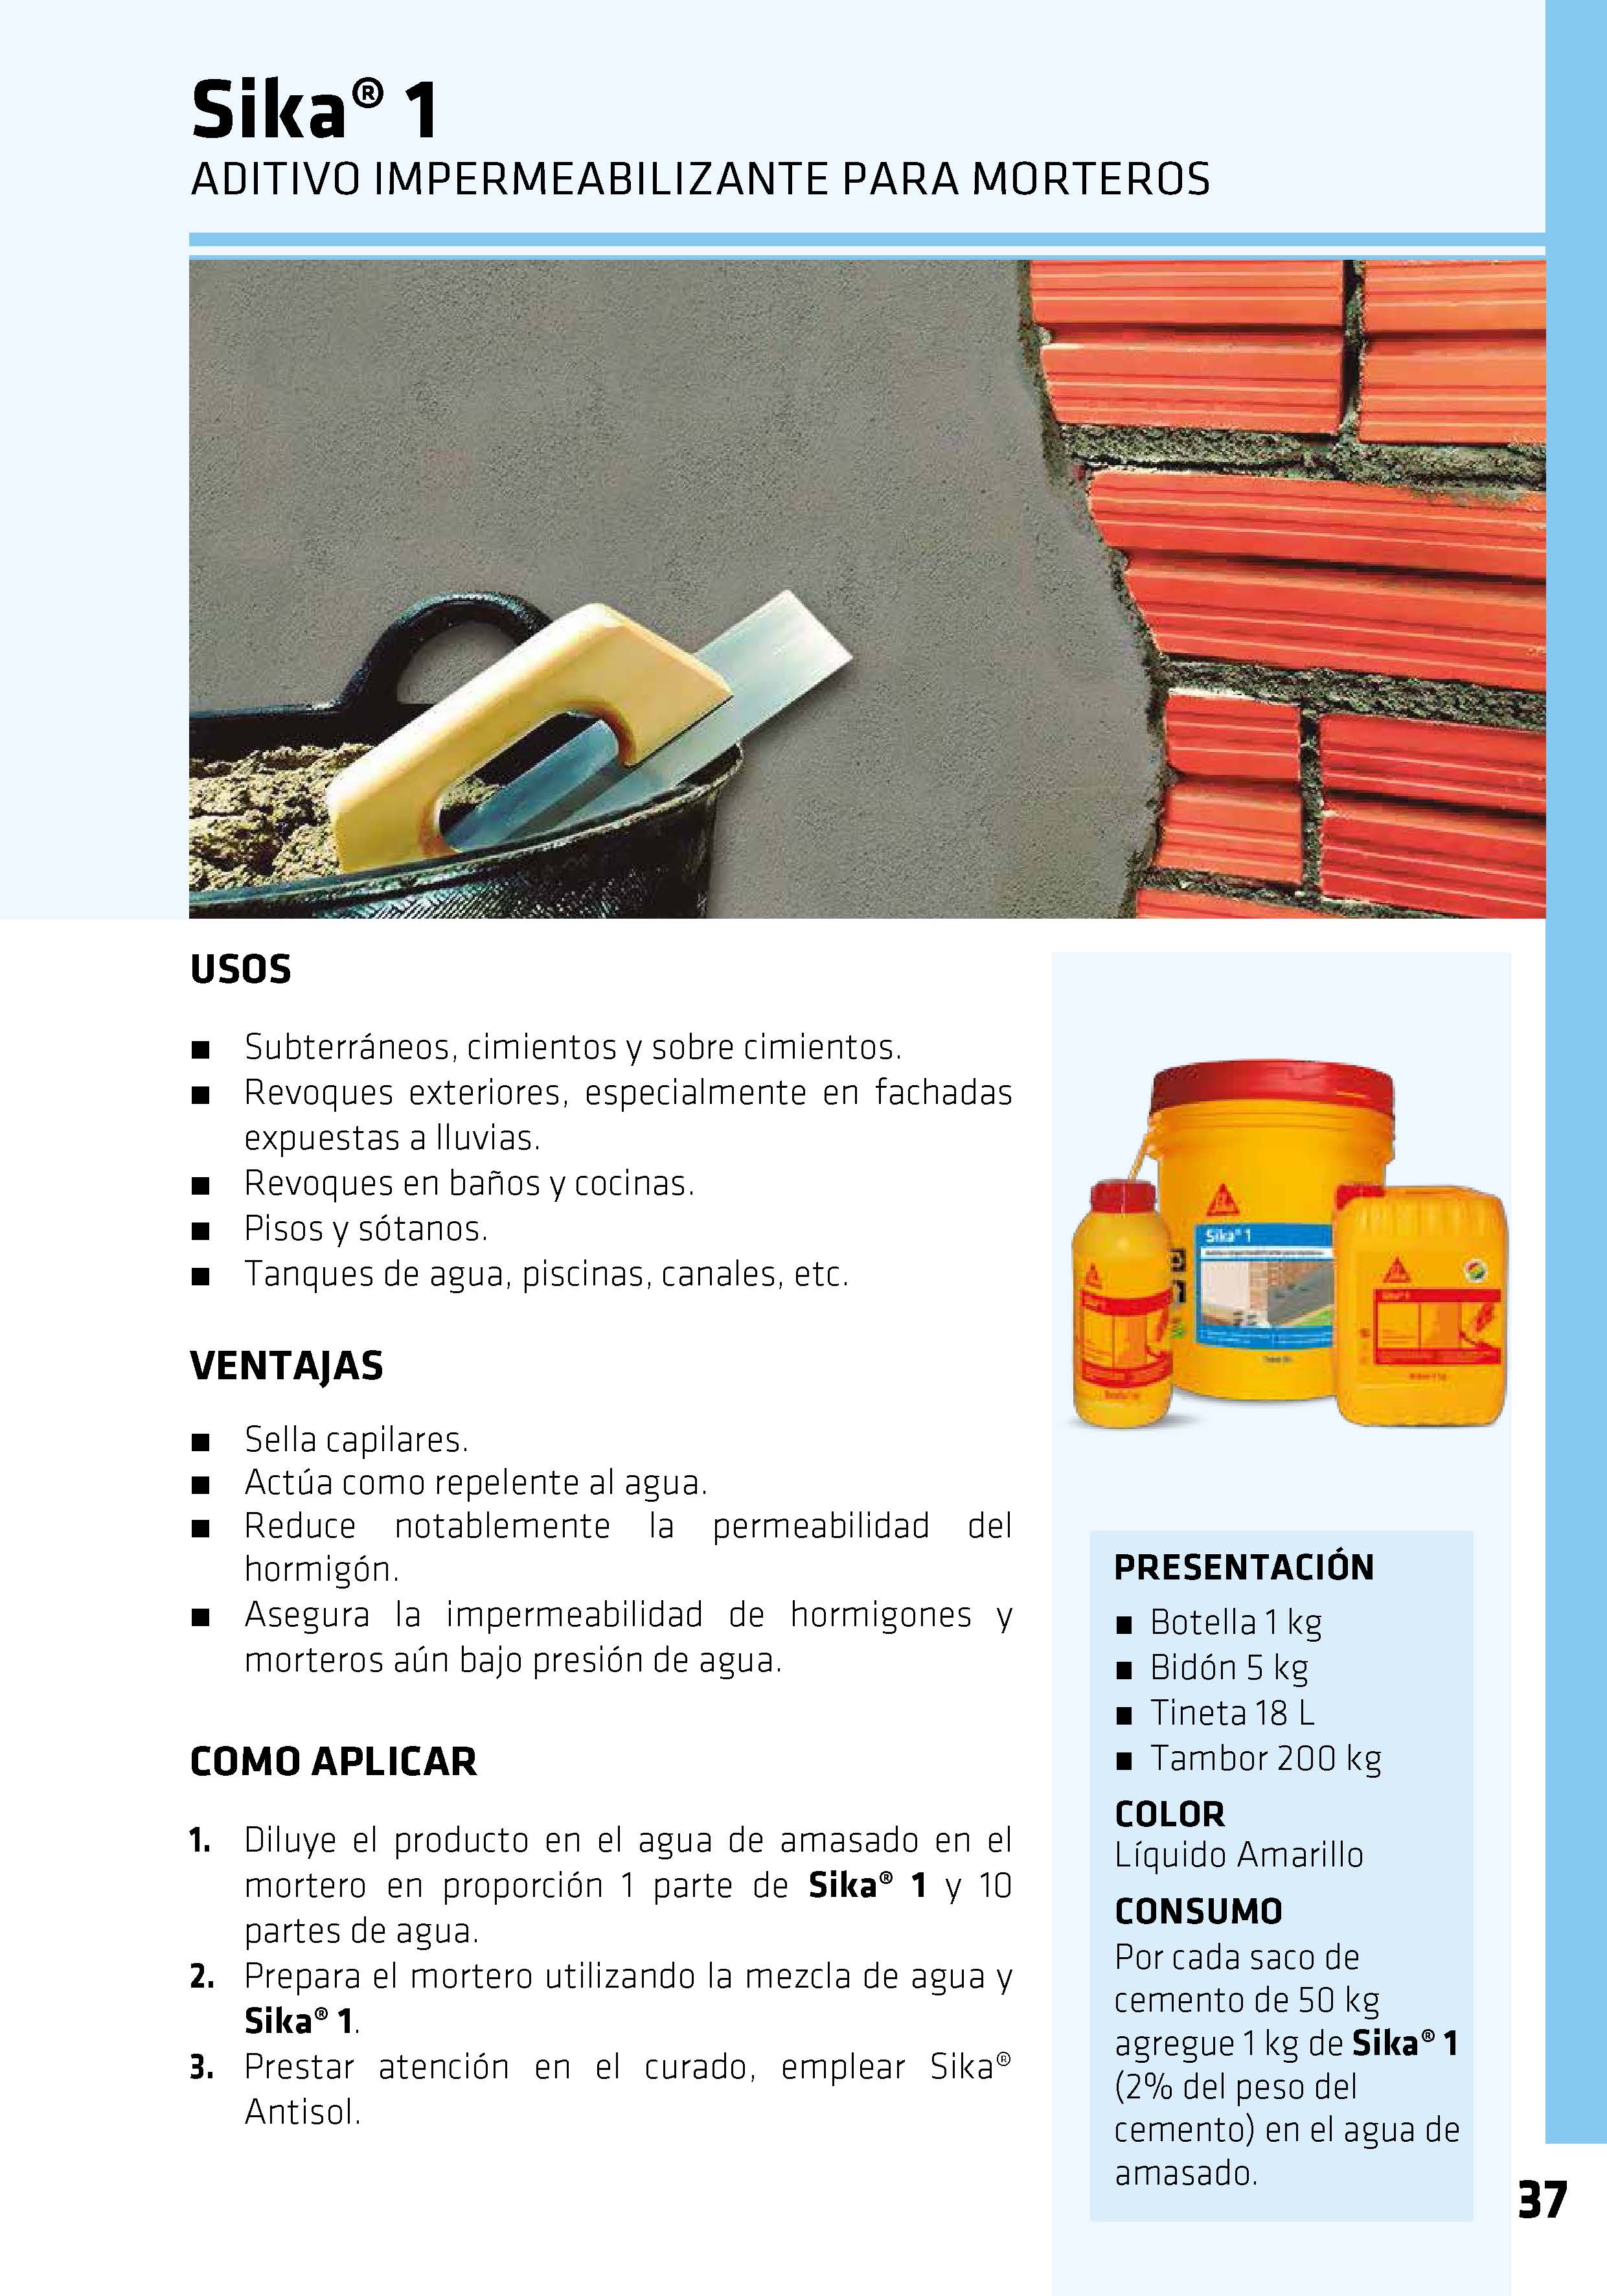 Sika® 1
ADITIVO IMPERMEABILIZANTE PARA MORTEROS
USOS
■ Subterráneos, cimientos y sobre cimientos.
■ Revoques exteriores, especialmente en fachadas
expuestas a lluvias.
■ Revoques en baños y cocinas.
■ Pisos y sótanos.
■ Tanques de agua, piscinas, canales, etc.
VENTAJAS
■ Sella capilares.
■ Actúa como repelente al agua.
■ Reduce notablemente la permeabilidad del
hormigón.
■ Asegura la impermeabilidad de hormigones y
morteros aún bajo presión de agua.
COMO APLICAR
1. Diluye el producto en el agua de amasado en el
mortero en proporción 1 parte de Sika® 1 y 10
partes de agua.
2. Prepara el mortero utilizando la mezcla de agua y
Sika® 1.
3. Prestar atención en el curado, emplear Sika®
Antisol.
Sika® 1
PRESENTACIÓN
■ Botella 1 kg
■ Bidón 5 kg
■ Tineta 18 L
■ Tambor 200 kg
COLOR
Líquido Amarillo
CONSUMO
Por cada saco de
cemento de 50 kg
agregue 1 kg de Sika® 1
(2% del peso del
cemento) en el agua de
amasado.
37